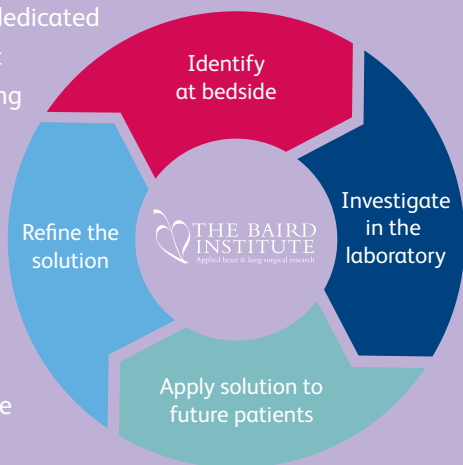 dedicated
Identify
at bedside
Investigate
in the
laboratory
Apply solution to
future patients
Refine the
solution
THE BAIRD
INSTITUTE
Applied heart & lung surgical research